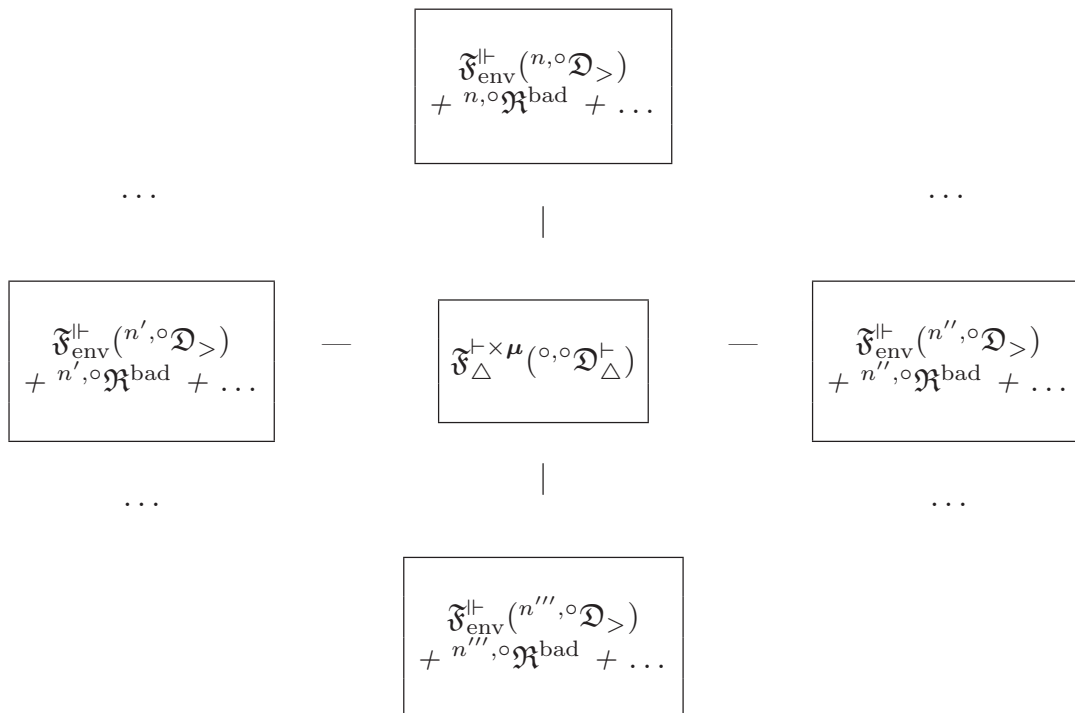 𝔉^⊩_env(^{n,∘}𝔇_>)
+ ^{n,∘}ℜ^bad + …
… …
|
𝔉^⊩_env(^{n′,∘}𝔇_>) — 𝔉^{⊢×𝝁}_△(^{∘,∘}𝔇^⊢_△) — 𝔉^⊩_env(^{n″,∘}𝔇_>)
+ ^{n′,∘}ℜ^bad + … + ^{n″,∘}ℜ^bad + …
|
… …
𝔉^⊩_env(^{n‴,∘}𝔇_>)
+ ^{n‴,∘}ℜ^bad + …